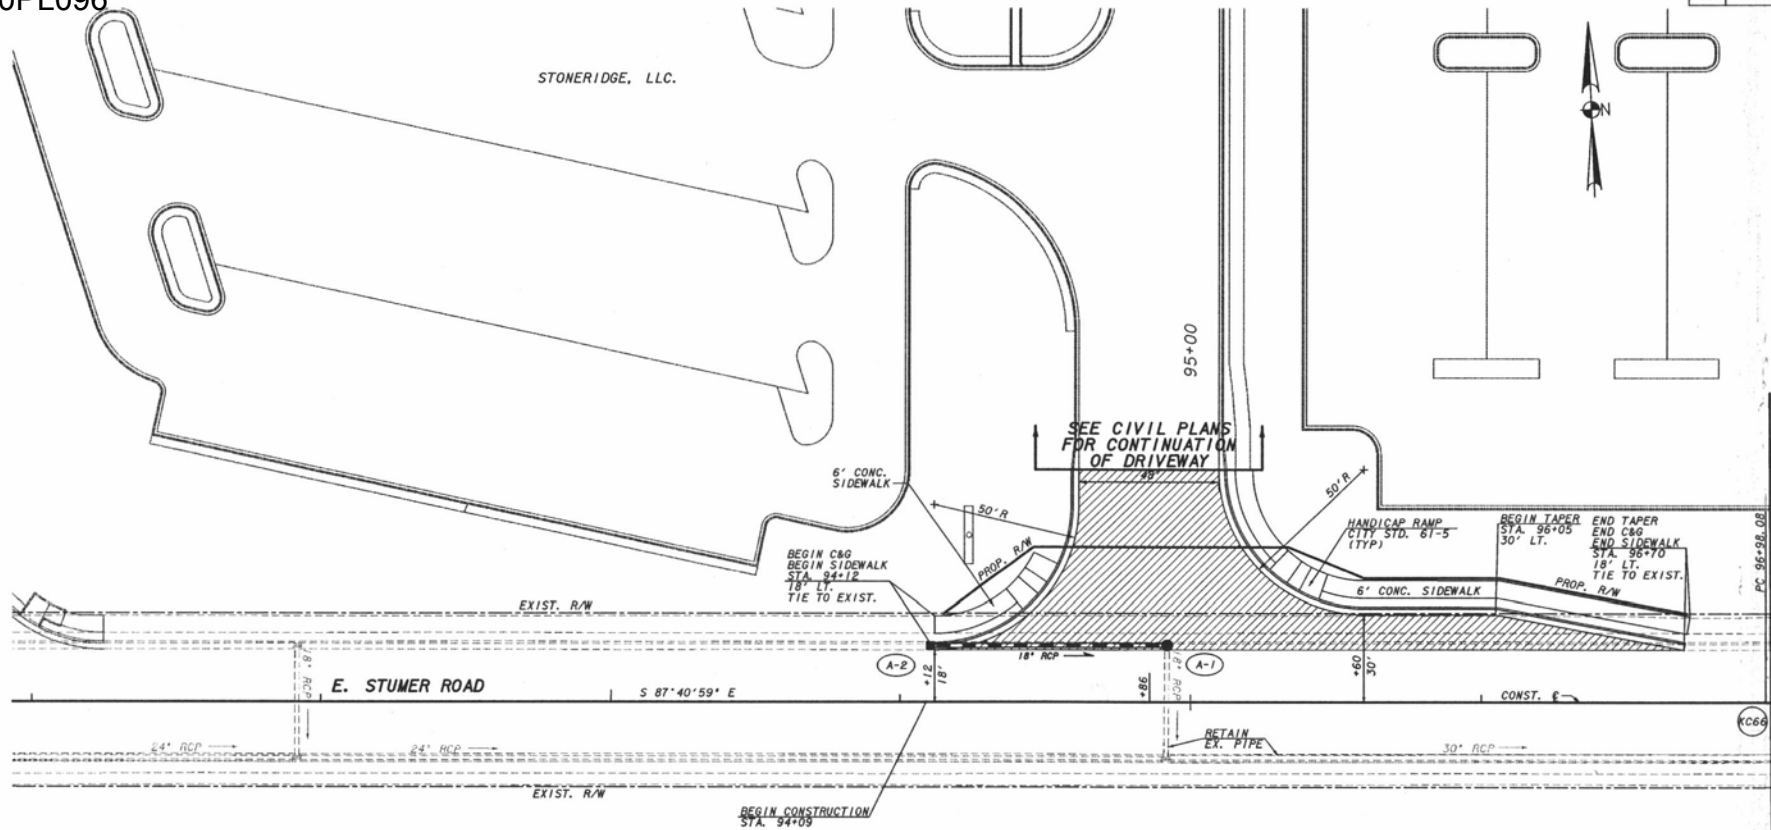 STONERIDGE, LLC.
N
95+00
SEE CIVIL PLANS
FOR CONTINUATION
OF DRIVEWAY
6' CONC.
SIDEWALK
50'R
50'R
HANDICAP RAMP
CITY STD. 61-5
(TYP)
BEGIN TAPER
STA. 96+05
30' LT.
END TAPER
END C&G
END SIDEWALK
STA. 96+70
18' LT.
TIE TO EXIST.
PC 96+98.08
BEGIN C&G
BEGIN SIDEWALK
STA. 94+12
18' LT.
TIE TO EXIST.
PROP. R/W
6' CONC. SIDEWALK
PROP. R/W
EXIST. R/W
18" RCP
A-2
18" RCP
A-1
18" RCP
+12
18'
+86
+60
30'
E. STUMER ROAD
S 87°40'59" E
CONST. ℄
KC66
24" RCP
24" RCP
RETAIN
EX. PIPE
30" RCP
EXIST. R/W
BEGIN CONSTRUCTION
STA. 94+09